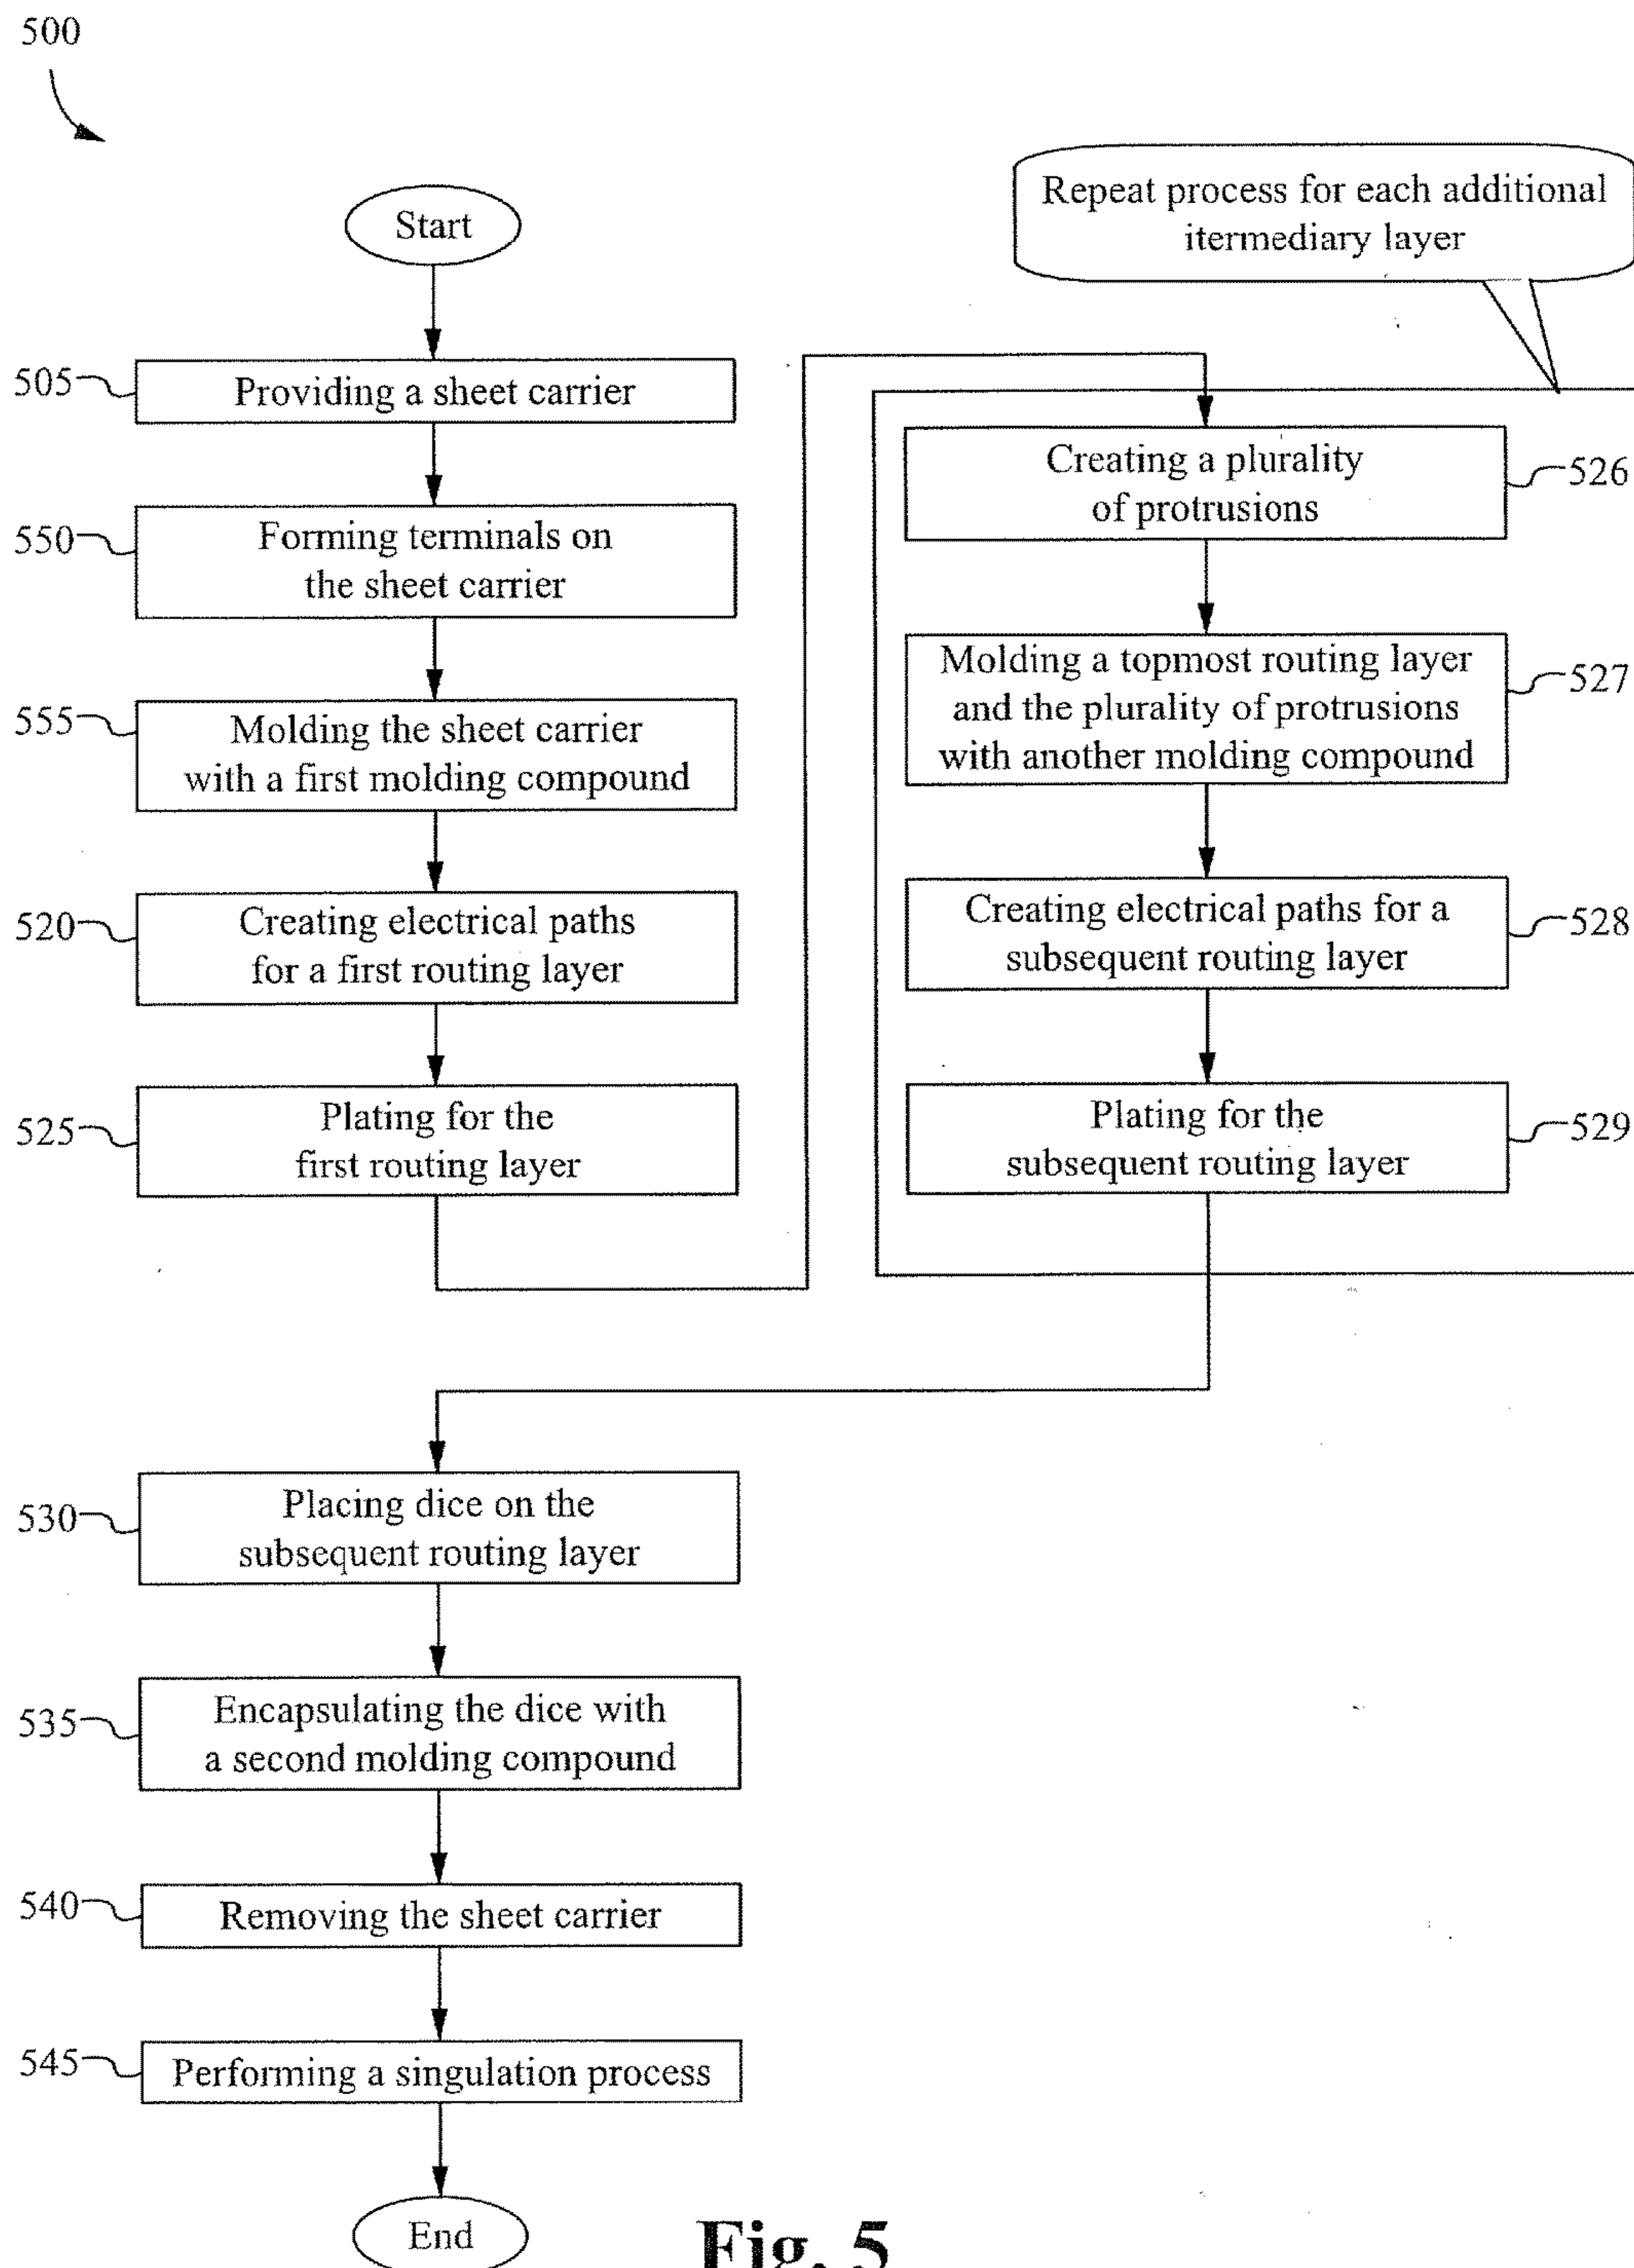 500
Start
505
Providing a sheet carrier
550
Forming terminals on
the sheet carrier
555
Molding the sheet carrier
with a first molding compound
520
Creating electrical paths
for a first routing layer
525
Plating for the
first routing layer
Repeat process for each additional
itermediary layer
Creating a plurality
of protrusions
526
Molding a topmost routing layer
and the plurality of protrusions
with another molding compound
527
Creating electrical paths for a
subsequent routing layer
528
Plating for the
subsequent routing layer
529
530
Placing dice on the
subsequent routing layer
535
Encapsulating the dice with
a second molding compound
540
Removing the sheet carrier
545
Performing a singulation process
End
Fig. 5